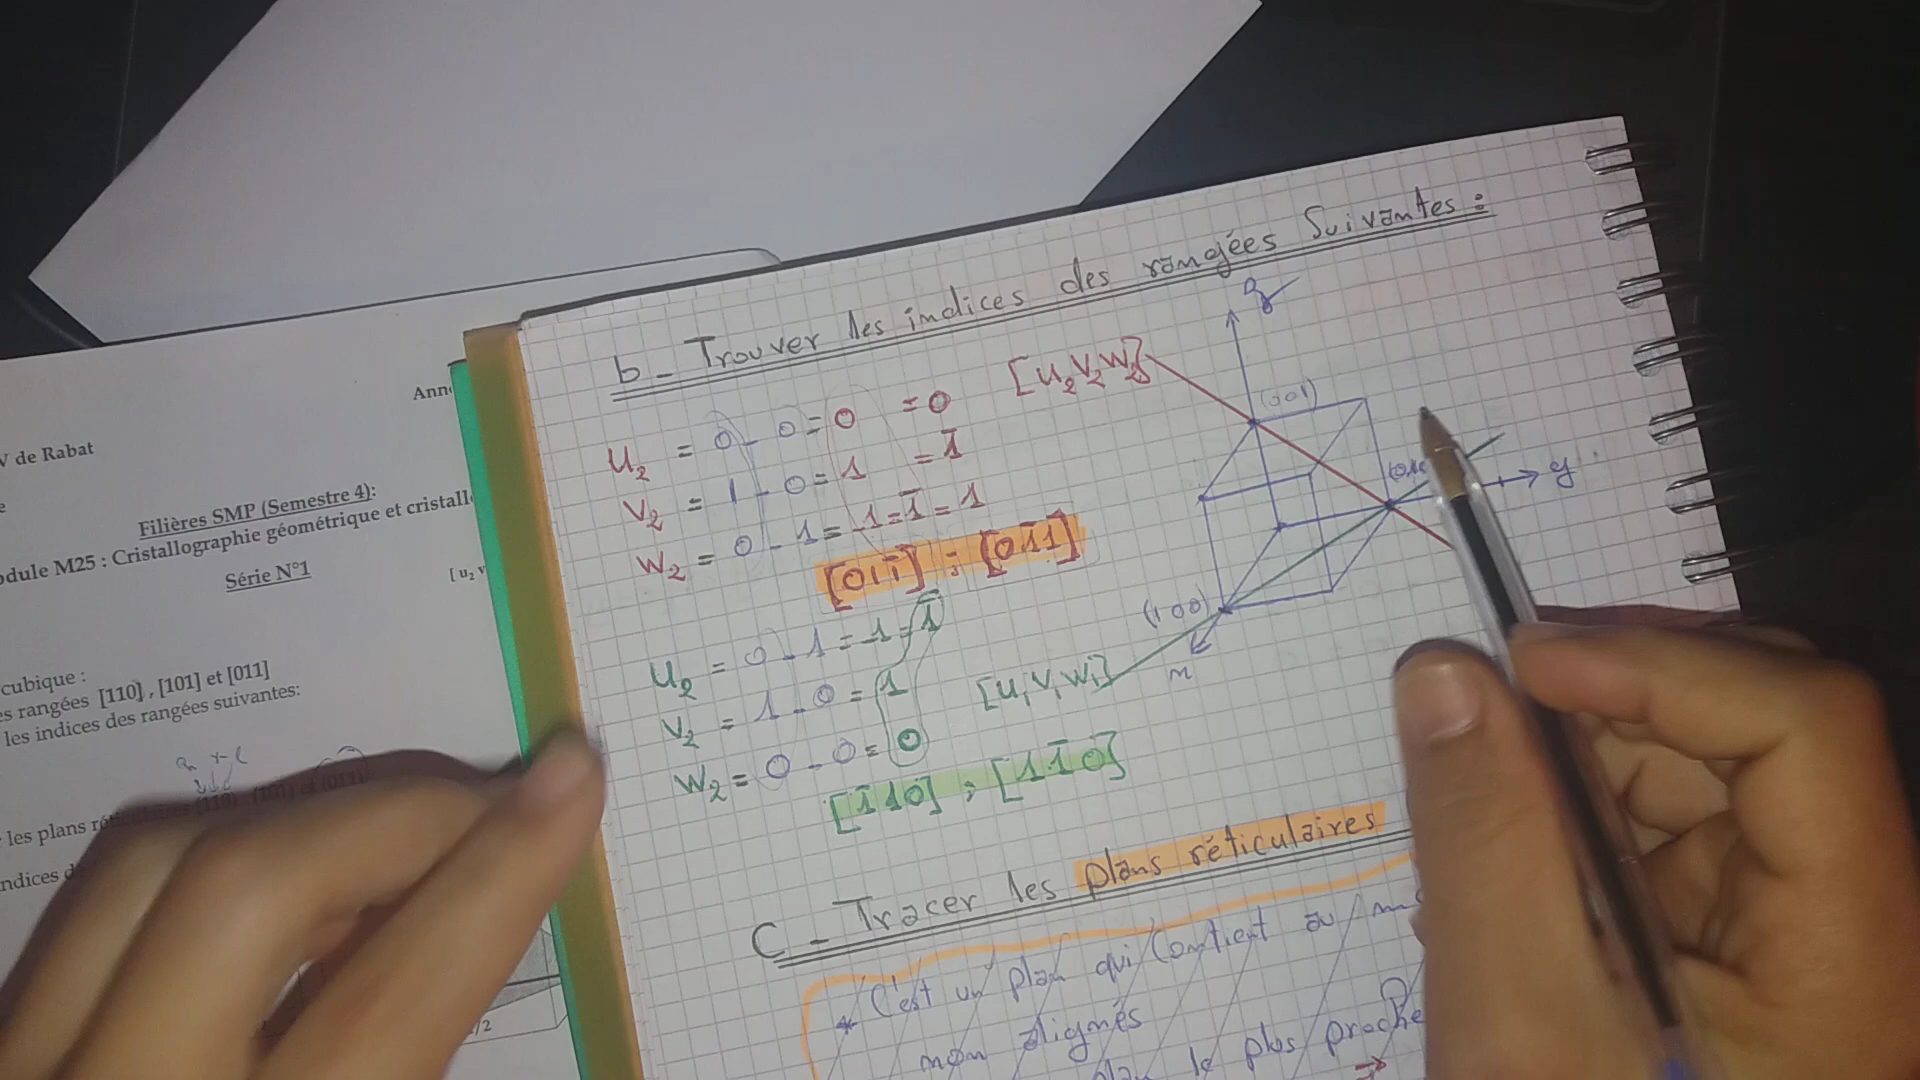 Anné
V de Rabat
Filières SMP (Semestre 4):
odule M25 : Cristallographie géométrique et cristall
Série N°1
[ u₂ v
cubique :
es rangées [110] , [101] et [011]
les indices des rangées suivantes:
les plans
ndices d
/2
b - Trouver les indices des rangées Suivantes :
U₂ = 0 - 0 = 0 = 0
V₂ = 1 - 0 = 1 = 1̄
W₂ = 0 - 1 = -1 = 1̄ = 1
[011̄] ; [01̄1]
U₂ = 0 - 1 = -1 = 1̄
V₂ = 1 - 0 = 1
W₂ = 0 - 0 = 0
[1̄10] ; [11̄0]
[U₂V₂W₂]
(001)
y
(100)
[U₁V₁W₁]
C - Tracer les plans réticulaires
* C'est un plan qui Contient au
non alignés
le plus proche